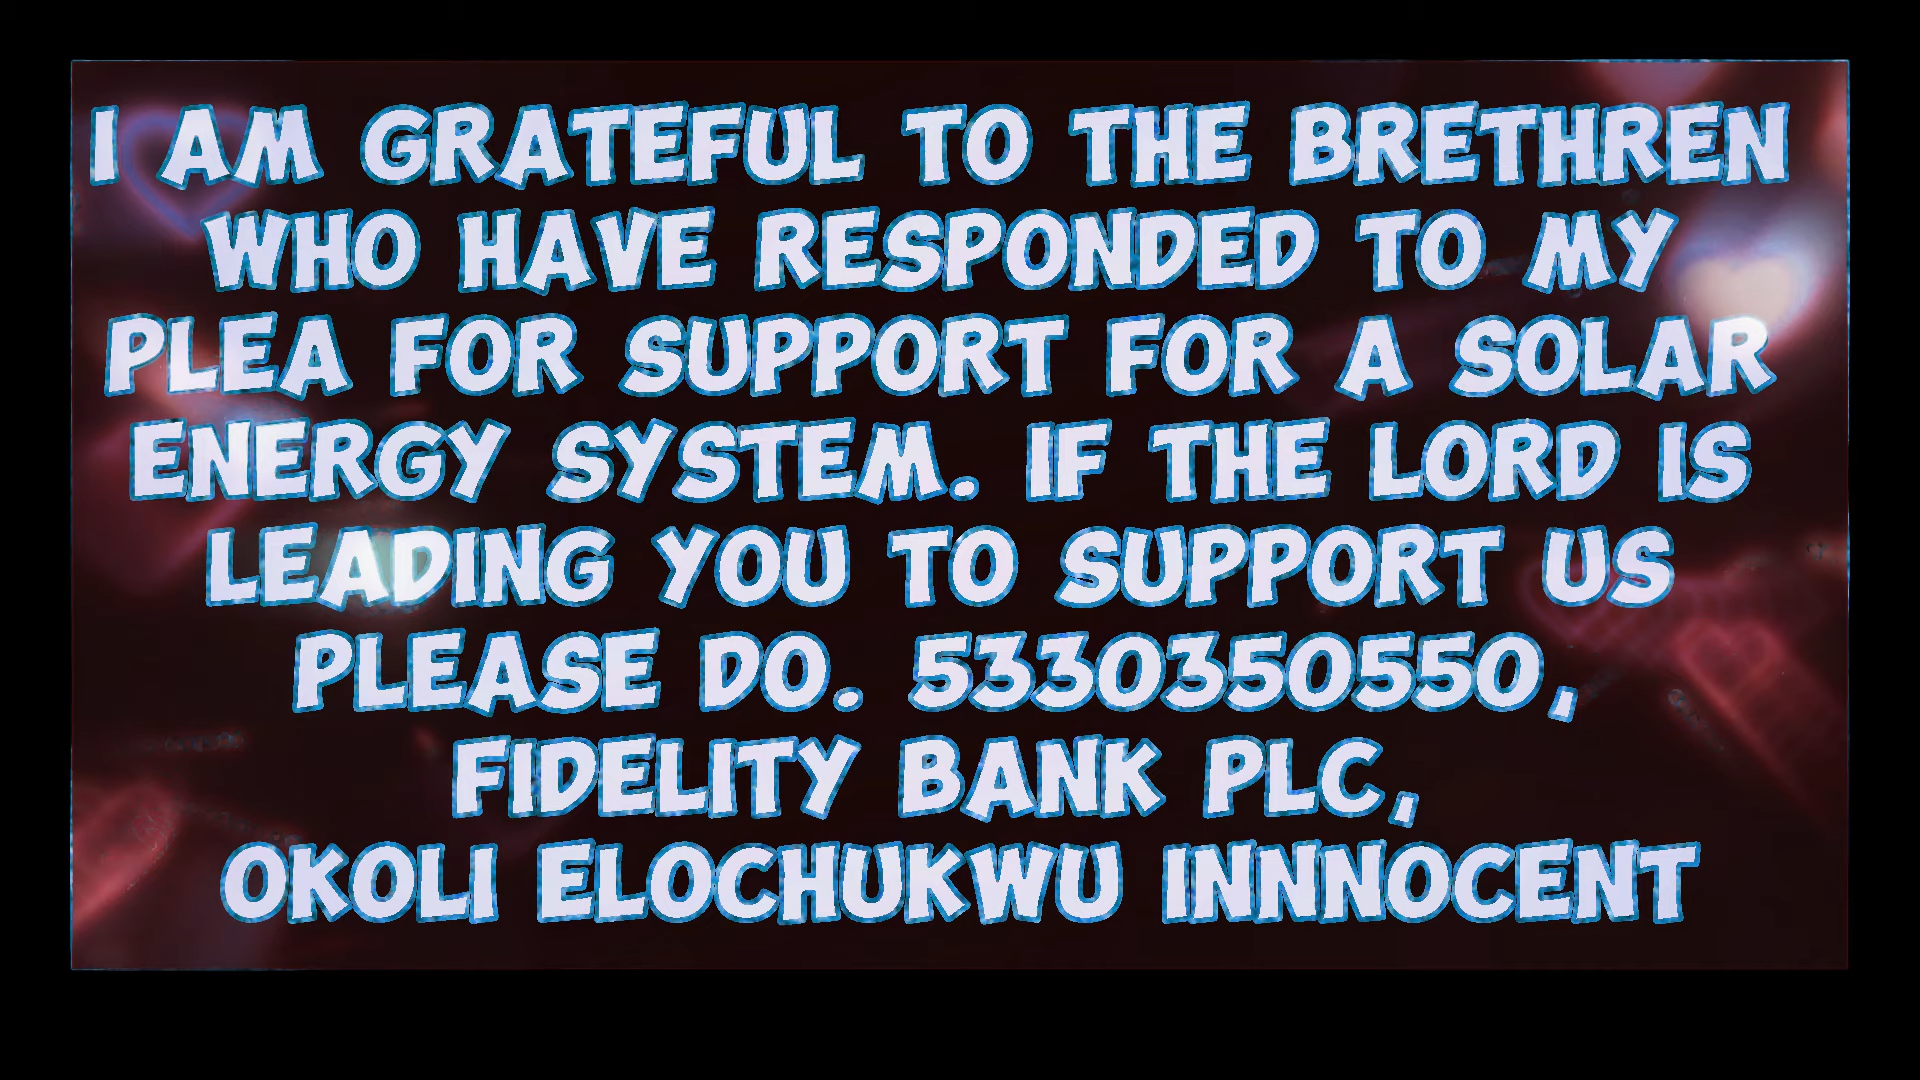 I AM GRATEFUL TO THE BRETHREN
WHO HAVE RESPONDED TO MY
PLEA FOR SUPPORT FOR A SOLAR
ENERGY SYSTEM. IF THE LORD IS
LEADING YOU TO SUPPORT US
PLEASE DO. 5330350550,
FIDELITY BANK PLC,
OKOLI ELOCHUKWU INNNOCENT